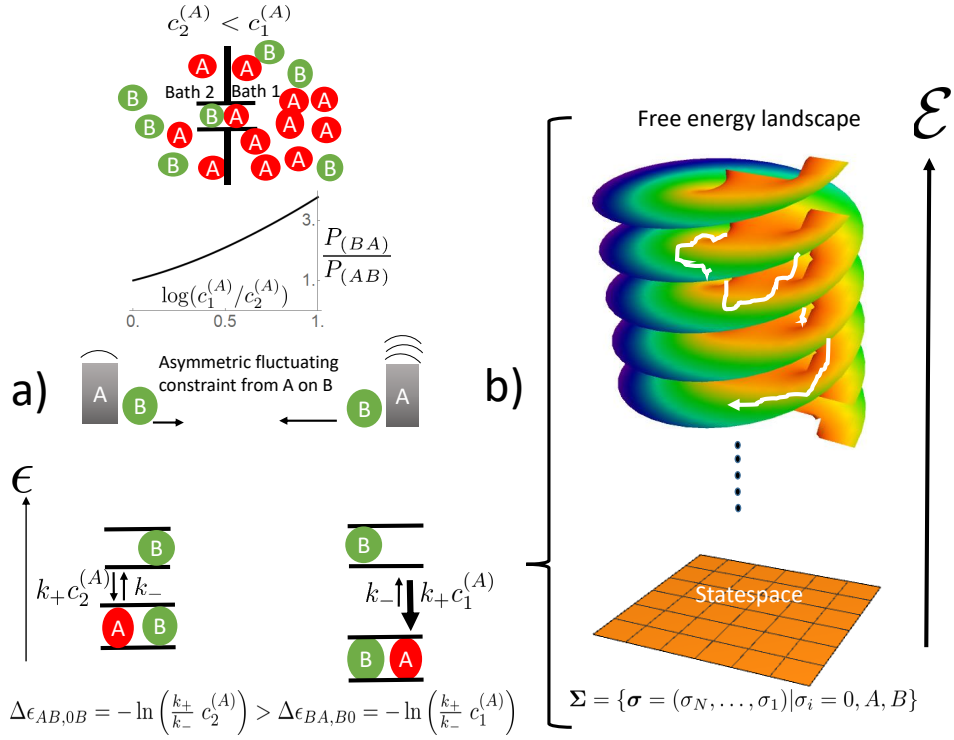 c_2^{(A)} < c_1^{(A)}
B
A
A
B
B
Bath 2
Bath 1
B
A
A
B
A
A
B
A
A
A
B
A
A
A
A
B
3.
1.
P_{(BA)}
P_{(AB)}
log(c_1^{(A)}/c_2^{(A)})
0.
0.5
1.
a)
A
B
Asymmetric fluctuating
constraint from A on B
B
A
ϵ
B
k_+c_2^{(A)}
k_-
A
B
B
k_-
k_+c_1^{(A)}
B
A
Δϵ_{AB,0B} = −ln(\frac{k_+}{k_-} c_2^{(A)}) > Δϵ_{BA,B0} = −ln(\frac{k_+}{k_-} c_1^{(A)})
b)
Free energy landscape
ℰ
Statespace
Σ = {σ = (σ_N, . . . , σ_1)|σ_i = 0, A, B}